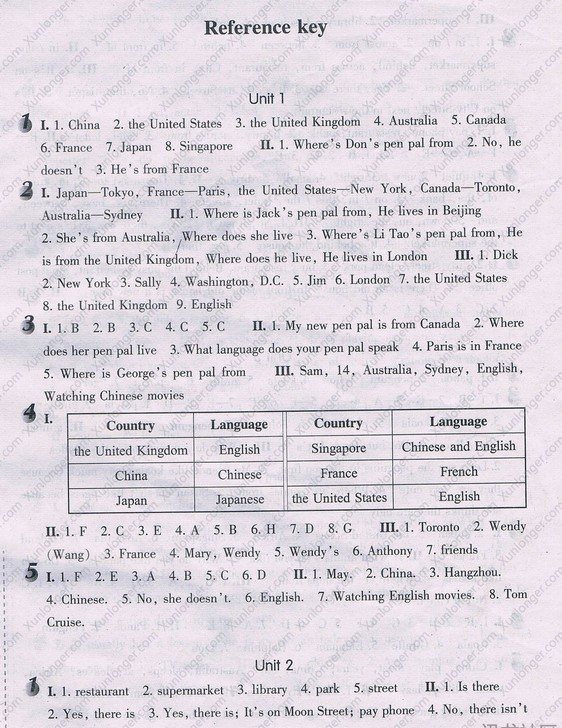 Reference key
Unit 1
1 I. 1. China 2. the United States 3. the United Kingdom 4. Australia 5. Canada
6. France 7. Japan 8. Singapore II. 1. Where's Don's pen pal from 2. No, he
doesn't 3. He's from France
2 I. Japan—Tokyo, France—Paris, the United States—New York, Canada—Toronto,
Australia—Sydney II. 1. Where is Jack's pen pal from, He lives in Beijing
2. She's from Australia, Where does she live 3. Where's Li Tao's pen pal from, He
is from the United Kingdom, Where does he live, He lives in London III. 1. Dick
2. New York 3. Sally 4. Washington, D.C. 5. Jim 6. London 7. the United States
8. the United Kingdom 9. English
3 I. 1. B 2. B 3. C 4. C 5. C II. 1. My new pen pal is from Canada 2. Where
does her pen pal live 3. What language does your pen pal speak 4. Paris is in France
5. Where is George's pen pal from III. Sam, 14, Australia, Sydney, English,
Watching Chinese movies
4 I.
Country Language Country Language
the United Kingdom English Singapore Chinese and English
China Chinese France French
Japan Japanese the United States English
II. 1. F 2. C 3. E 4. A 5. B 6. H 7. D 8. G III. 1. Toronto 2. Wendy
(Wang) 3. France 4. Mary, Wendy 5. Wendy's 6. Anthony 7. friends
5 I. 1. F 2. E 3. A 4. B 5. C 6. D II. 1. May. 2. China. 3. Hangzhou.
4. Chinese. 5. No, she doesn't. 6. English. 7. Watching English movies. 8. Tom
Cruise.
Unit 2
1 I. 1. restaurant 2. supermarket 3. library 4. park 5. street II. 1. Is there
2. Yes, there is 3. Yes, there is; It's on Moon Street; pay phone 4. No, there isn't
Xunlonger.com